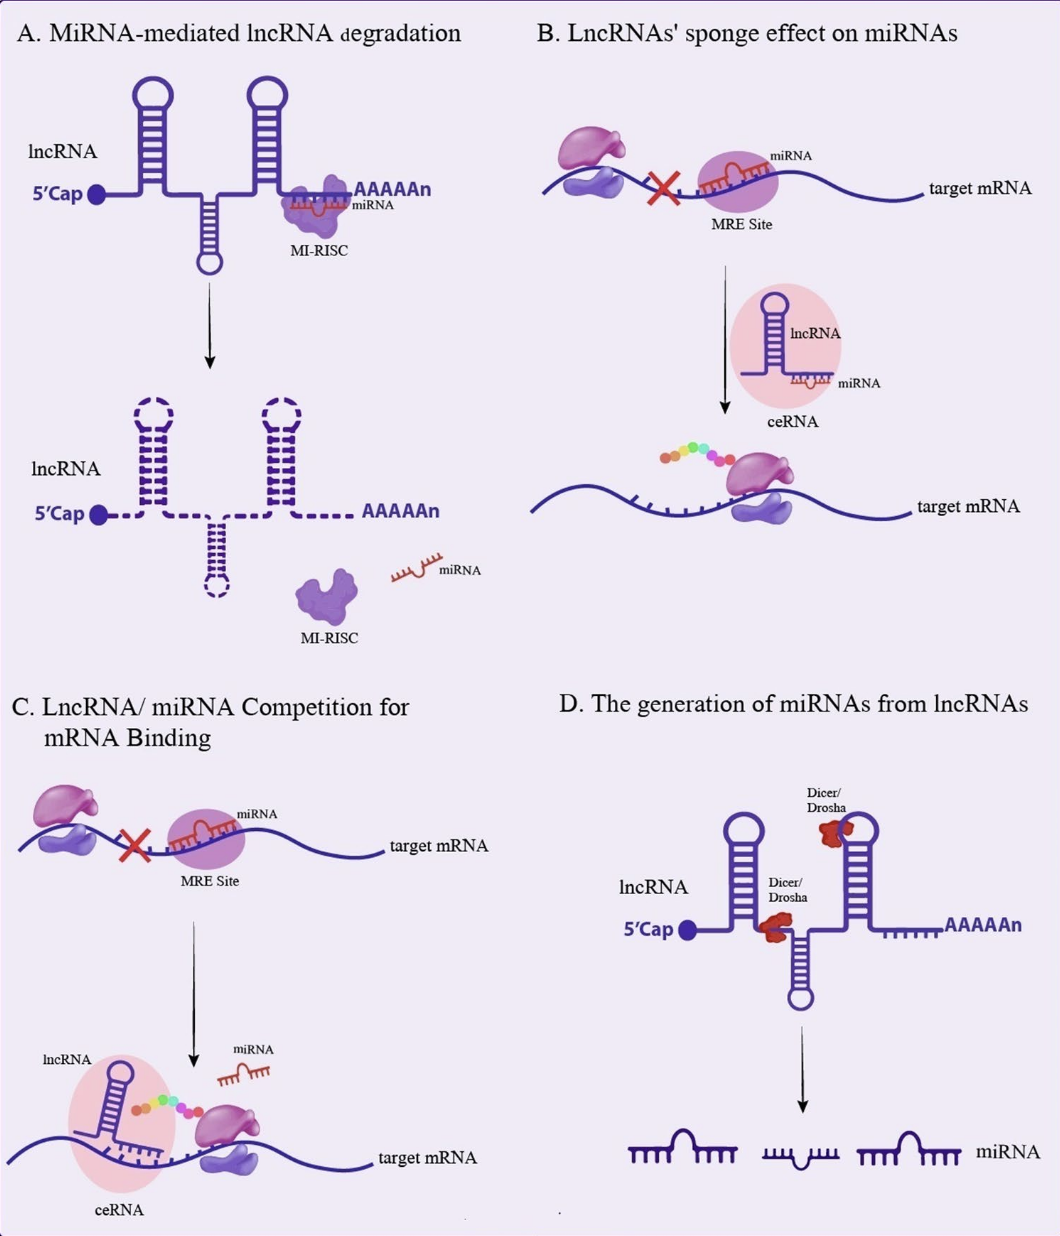 A. MiRNA-mediated lncRNA degradation
lncRNA
5'Cap
AAAAAn
miRNA
MI-RISC
lncRNA
5'Cap
AAAAAn
miRNA
MI-RISC
B. LncRNAs' sponge effect on miRNAs
miRNA
target mRNA
MRE Site
lncRNA
miRNA
ceRNA
target mRNA
C. LncRNA/ miRNA Competition for
mRNA Binding
miRNA
target mRNA
MRE Site
miRNA
lncRNA
target mRNA
ceRNA
D. The generation of miRNAs from lncRNAs
Dicer/
Drosha
lncRNA
Dicer/
Drosha
5'Cap
AAAAAn
miRNA